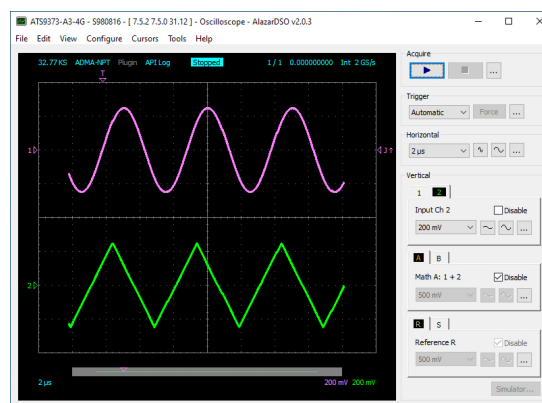 ATS9373-A3-4G - S980816 - [ 7.5.2 7.5.0 31.12 ] - Oscilloscope - AlazarDSO v2.0.3
File Edit View Configure Cursors Tools Help
32.77 KS ADMA-NPT Plugin API Log Stopped 1 / 1 0.000000000 Int 2 GS/s
T
1
J
2
2 µs 200 mV 200 mV
Acquire
...
Trigger
Automatic Force ...
Horizontal
2 µs ...
Vertical
1 2
Input Ch 2 Disable
200 mV ...
A B
Math A: 1 + 2 Disable
500 mV ...
R S
Reference R Disable
500 mV ...
Simulator...